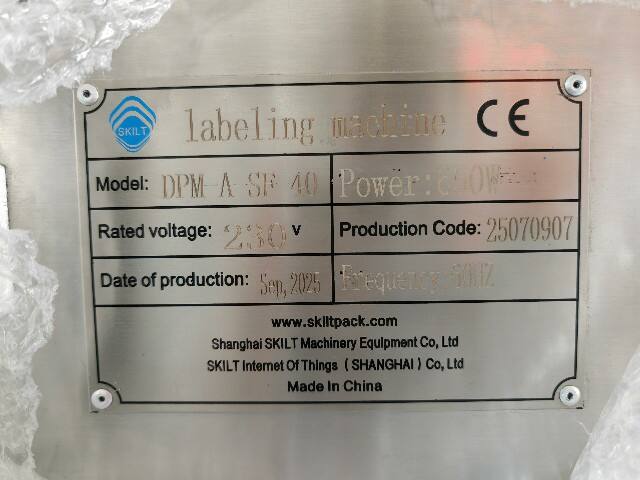 SKILT
labeling machine CE
Model: DPM-A-SF 40
Power:
Rated voltage: 230 V
Production Code: 25070907
Date of production: Sep, 2025
Frequency:
www.skiltpack.com
Shanghai SKILT Machinery Equipment Co, Ltd
SKILT Internet Of Things ( SHANGHAI ) Co, Ltd
Made In China